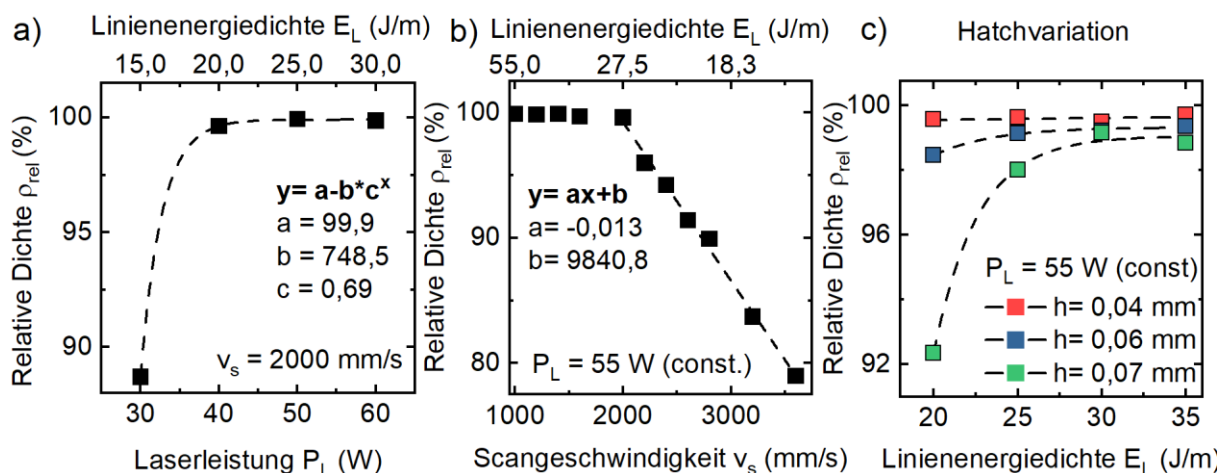 a)
Linienenergiedichte E_L (J/m)
15,0 20,0 25,0 30,0
Relative Dichte ρ_rel (%)
100
95
90
y= a-b*c^x
a = 99,9
b = 748,5
c = 0,69
v_s = 2000 mm/s
30 40 50 60
Laserleistung P_L (W)
b)
Linienenergiedichte E_L (J/m)
55,0 27,5 18,3
Relative Dichte ρ_rel (%)
100
90
80
y= ax+b
a= -0,013
b= 9840,8
P_L = 55 W (const.)
1000 2000 3000
Scangeschwindigkeit v_s (mm/s)
c)
Hatchvariation
Relative Dichte ρ_rel (%)
100
96
92
P_L = 55 W (const)
h= 0,04 mm
h= 0,06 mm
h= 0,07 mm
20 25 30 35
Linienenergiedichte E_L (J/m)